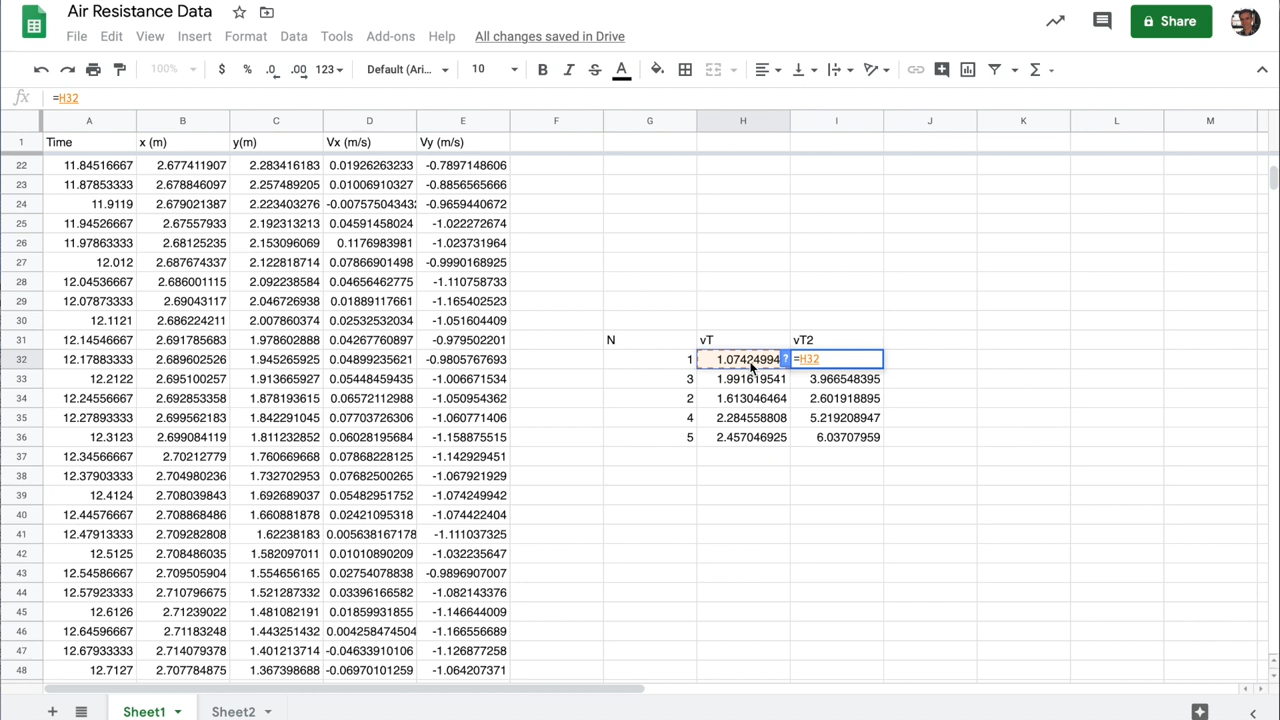 Air Resistance Data
File Edit View Insert Format Data Tools Add-ons Help All changes saved in Drive
Share
100% $ % .0 .00 123 Default (Ari... 10 B I S A
fx =H32
A B C D E F G H I J K L M
1 Time x (m) y(m) Vx (m/s) Vy (m/s)
22 11.84516667 2.677411907 2.283416183 0.01926263233 -0.7897148606
23 11.87853333 2.678846097 2.257489205 0.01006910327 -0.8856565666
24 11.9119 2.679021387 2.223403276 -0.007575043432 -0.9659440672
25 11.94526667 2.67557933 2.192313213 0.04591458024 -1.022272674
26 11.97863333 2.68125235 2.153096069 0.1176983981 -1.023731964
27 12.012 2.687674337 2.122818714 0.07866901498 -0.9990168925
28 12.04536667 2.686001115 2.092238584 0.04656462775 -1.110758733
29 12.07873333 2.69043117 2.046726938 0.01889117661 -1.165402523
30 12.1121 2.686224211 2.007860374 0.02532532034 -1.051604409
31 12.14546667 2.691785683 1.978602888 0.04267760897 -0.979502201 N vT vT2
32 12.17883333 2.689602526 1.945265925 0.04899235621 -0.9805767693 1 1.07424994 ? =H32
33 12.2122 2.695100257 1.913665927 0.05448459435 -1.006671534 3 1.991619541 3.966548395
34 12.24556667 2.692853358 1.878193615 0.06572112988 -1.050954362 2 1.613046464 2.601918895
35 12.27893333 2.699562183 1.842291045 0.07703726306 -1.060771406 4 2.284558808 5.219208947
36 12.3123 2.699084119 1.811232852 0.06028195684 -1.158875515 5 2.457046925 6.03707959
37 12.34566667 2.70212779 1.760669668 0.07868228125 -1.142929451
38 12.37903333 2.704980236 1.732702953 0.07682500265 -1.067921929
39 12.4124 2.708039843 1.692689037 0.05482951752 -1.074249942
40 12.44576667 2.708868486 1.660881878 0.02421095318 -1.074422404
41 12.47913333 2.709282808 1.62238183 0.005638167178 -1.111037325
42 12.5125 2.708486035 1.582097011 0.01010890209 -1.032235647
43 12.54586667 2.709505904 1.554656165 0.02754078838 -0.9896907007
44 12.57923333 2.710796675 1.521287332 0.03396166582 -1.082143376
45 12.6126 2.71239022 1.481082191 0.01859931855 -1.146644009
46 12.64596667 2.71183248 1.443251432 0.004258474504 -1.166556689
47 12.67933333 2.714079378 1.401213714 -0.04633910106 -1.126877258
48 12.7127 2.707784875 1.367398688 -0.06970101259 -1.064207371
Sheet1 Sheet2